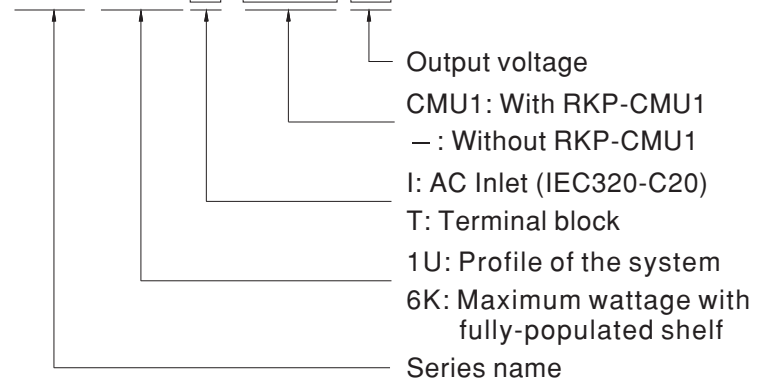 Output voltage
CMU1: With RKP-CMU1
– : Without RKP-CMU1
I: AC Inlet (IEC320-C20)
T: Terminal block
1U: Profile of the system
6K: Maximum wattage with
fully-populated shelf
Series name